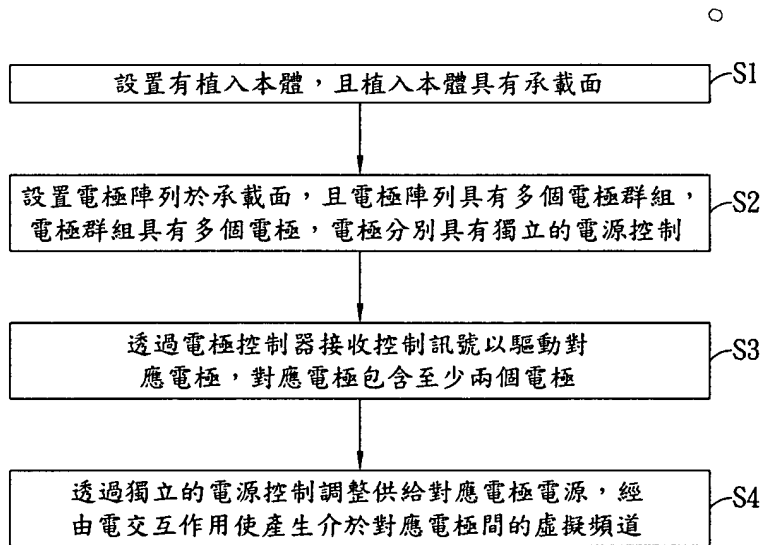 。
設置有植入本體，且植入本體具有承載面
S1
設置電極陣列於承載面，且電極陣列具有多個電極群組，
電極群組具有多個電極，電極分別具有獨立的電源控制
S2
透過電極控制器接收控制訊號以驅動對
應電極，對應電極包含至少兩個電極
S3
透過獨立的電源控制調整供給對應電極電源，經
由電交互作用使產生介於對應電極間的虛擬頻道
S4